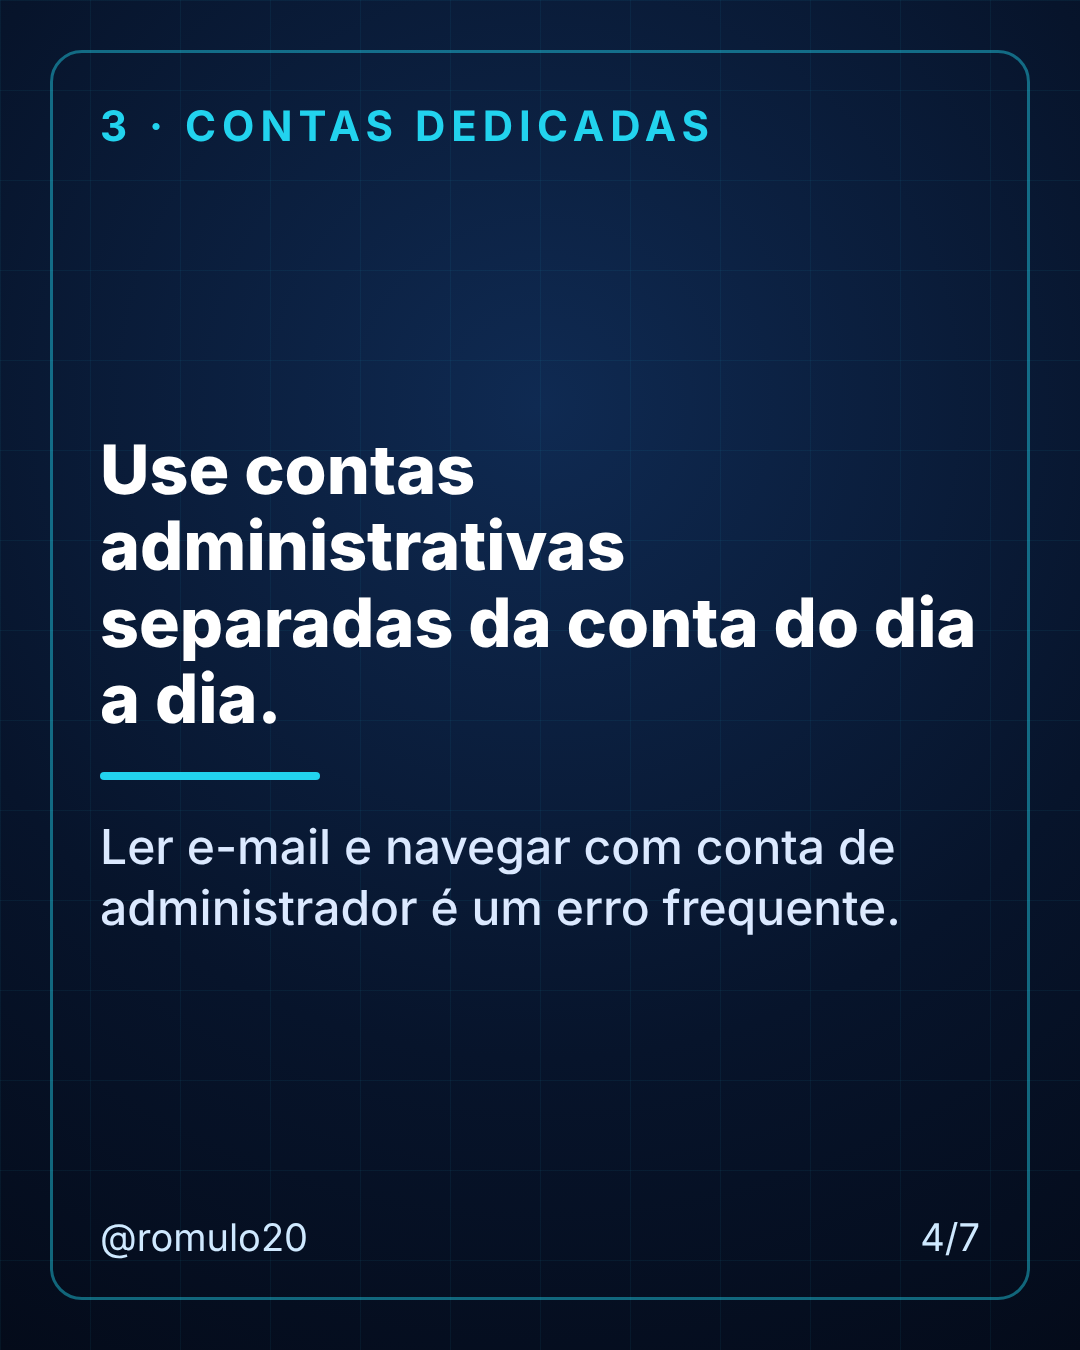 3 · CONTAS DEDICADAS
Use contas
administrativas
separadas da conta do dia
a dia.
Ler e-mail e navegar com conta de
administrador é um erro frequente.
@romulo20
4/7